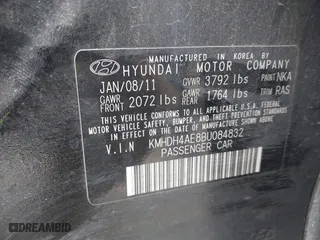 MANUFACTURED IN KOREA BY
HYUNDAI MOTOR COMPANY
JAN/08/11 GVWR 3792 lbs PAINT NKA
GAWR FRONT 2072 lbs GAWR REAR 1764 lbs TRIM RAS
THIS VEHICLE CONFORMS TO ALL APPLICABLE
FEDERAL MOTOR VEHICLE SAFETY, BUMPER,
AND THEFT PREVENTION STANDARDS IN EFFECT
ON THE DATE OF MANUFACTURE SHOWN ABOVE.
V.I.N KMHDH4AE8BU084832
PASSENGER CAR
DREAMBID.COM